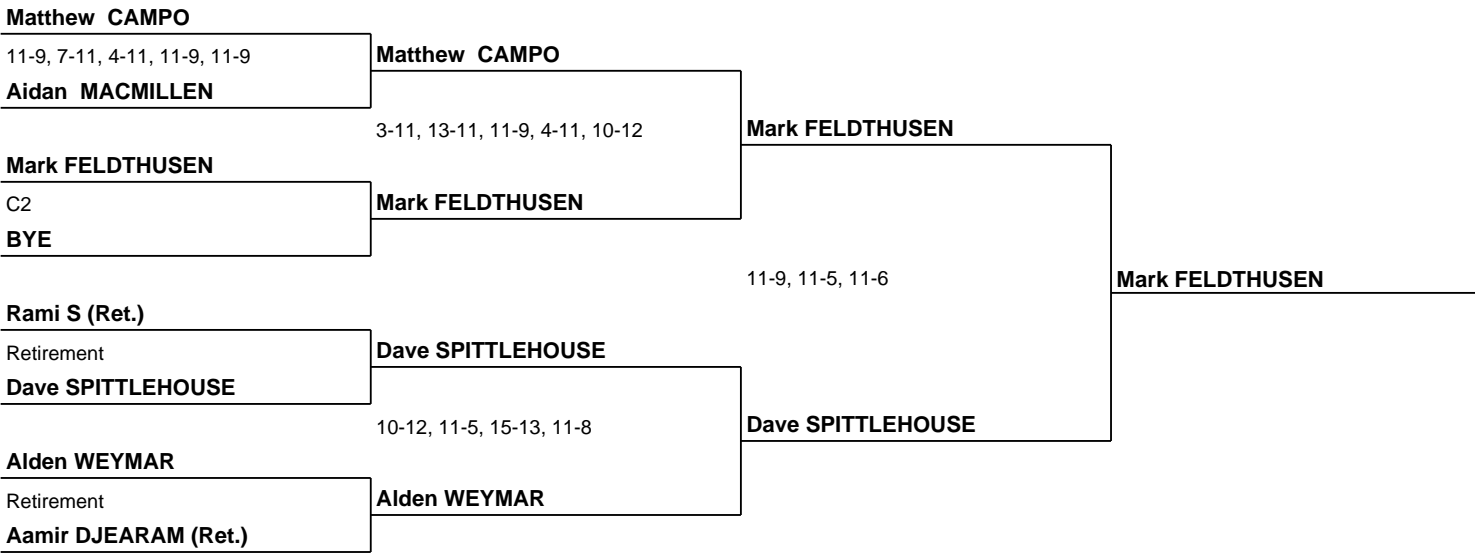 Matthew  CAMPO
11-9, 7-11, 4-11, 11-9, 11-9
Aidan  MACMILLEN
Mark FELDTHUSEN
C2
BYE
Rami S (Ret.)
Retirement
Dave SPITTLEHOUSE
Alden WEYMAR
Retirement
Aamir DJEARAM (Ret.)
Matthew  CAMPO
3-11, 13-11, 11-9, 4-11, 10-12
Mark FELDTHUSEN
Dave SPITTLEHOUSE
10-12, 11-5, 15-13, 11-8
Alden WEYMAR
Mark FELDTHUSEN
11-9, 11-5, 11-6
Dave SPITTLEHOUSE
Mark FELDTHUSEN